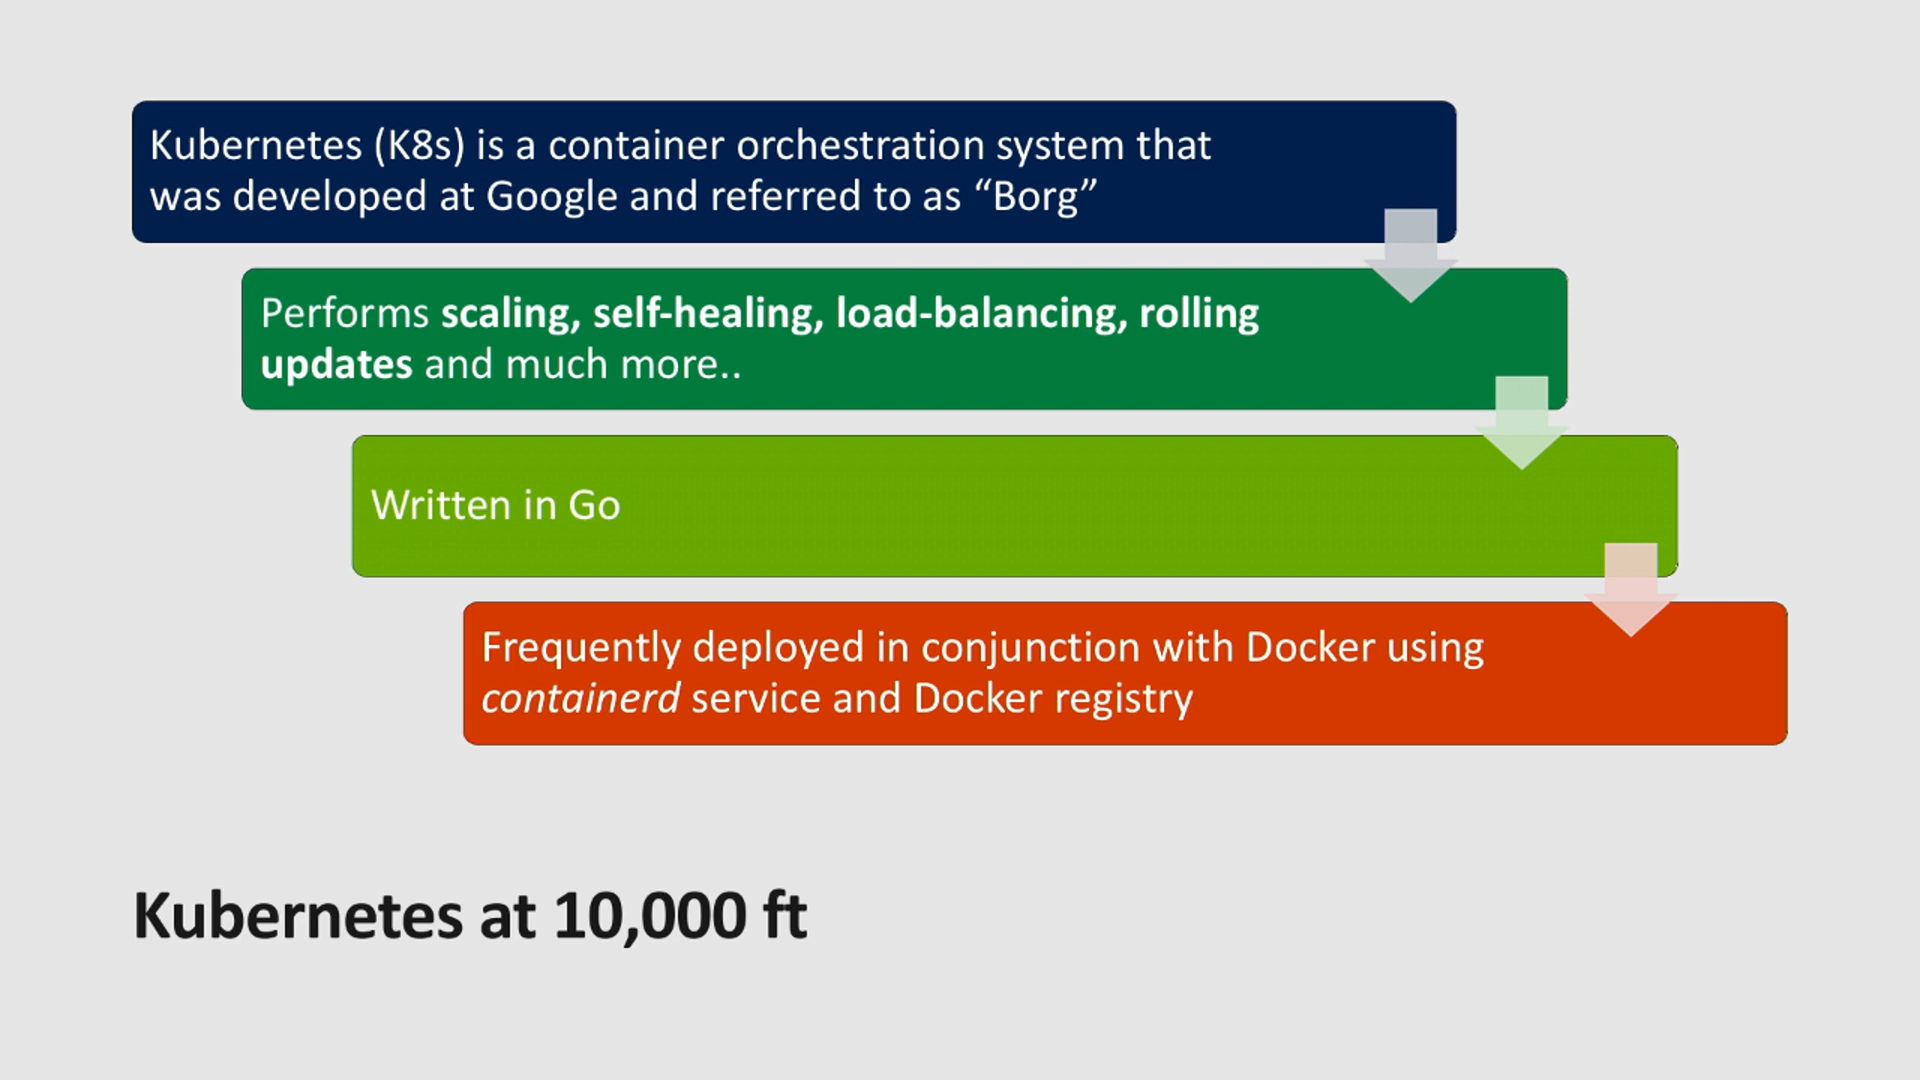 Kubernetes (K8s) is a container orchestration system that
was developed at Google and referred to as “Borg”
Performs scaling, self-healing, load-balancing, rolling
updates and much more..
Written in Go
Frequently deployed in conjunction with Docker using
containerd service and Docker registry
Kubernetes at 10,000 ft